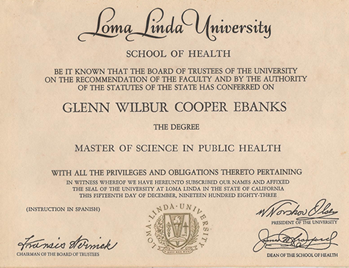 Loma Linda University
SCHOOL OF HEALTH
BE IT KNOWN THAT THE BOARD OF TRUSTEES OF THE UNIVERSITY
ON THE RECOMMENDATION OF THE FACULTY AND BY THE AUTHORITY
OF THE STATUTES OF THE STATE HAS CONFERRED ON
GLENN WILBUR COOPER EBANKS
THE DEGREE
MASTER OF SCIENCE IN PUBLIC HEALTH
WITH ALL THE PRIVILEGES AND OBLIGATIONS THERETO PERTAINING
IN WITNESS WHEREOF WE HAVE HEREUNTO SUBSCRIBED OUR NAMES AND AFFIXED
THE SEAL OF THE UNIVERSITY AT LOMA LINDA IN THE STATE OF CALIFORNIA
THIS FIFTEENTH DAY OF DECEMBER, NINETEEN HUNDRED EIGHTY-THREE
(INSTRUCTION IN SPANISH)
PRESIDENT OF THE UNIVERSITY
CHAIRMAN OF THE BOARD OF TRUSTEES
LOMA-LINDA-UNIVERSITY
DEAN OF THE SCHOOL OF HEALTH